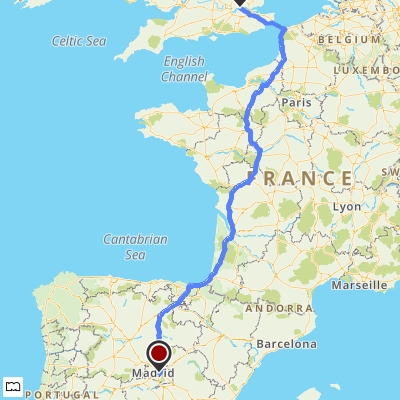 Celtic Sea
English
Channel
BELGIUM
LUXEMBO
Paris
FRANCE
SW
Lyon
Cantabrian
Sea
Marseille
ANDORRA
Barcelona
Madrid
PORTUGAL